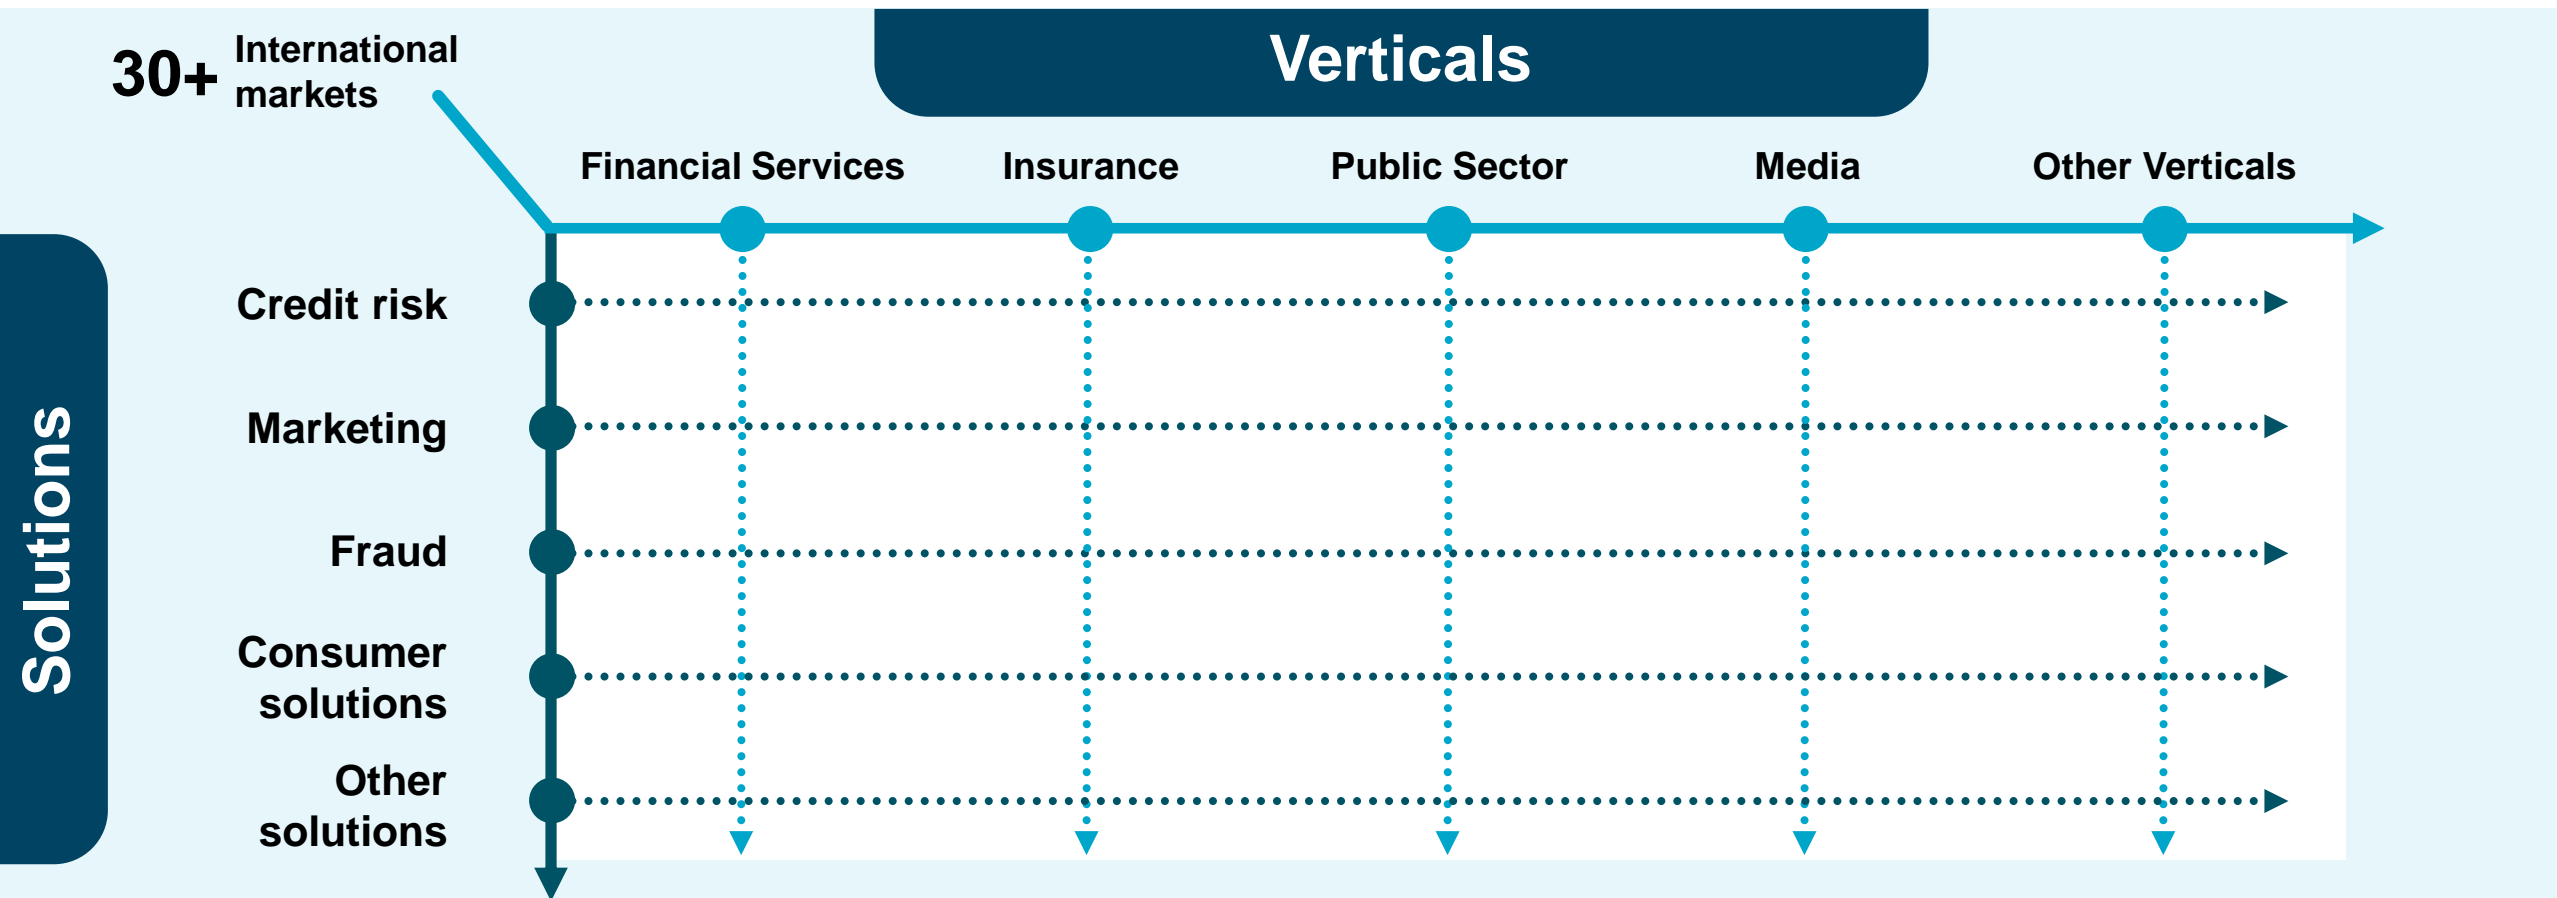 30+ International
markets
Verticals
Financial Services
Insurance
Public Sector
Media
Other Verticals
Solutions
Credit risk
Marketing
Fraud
Consumer
solutions
Other
solutions